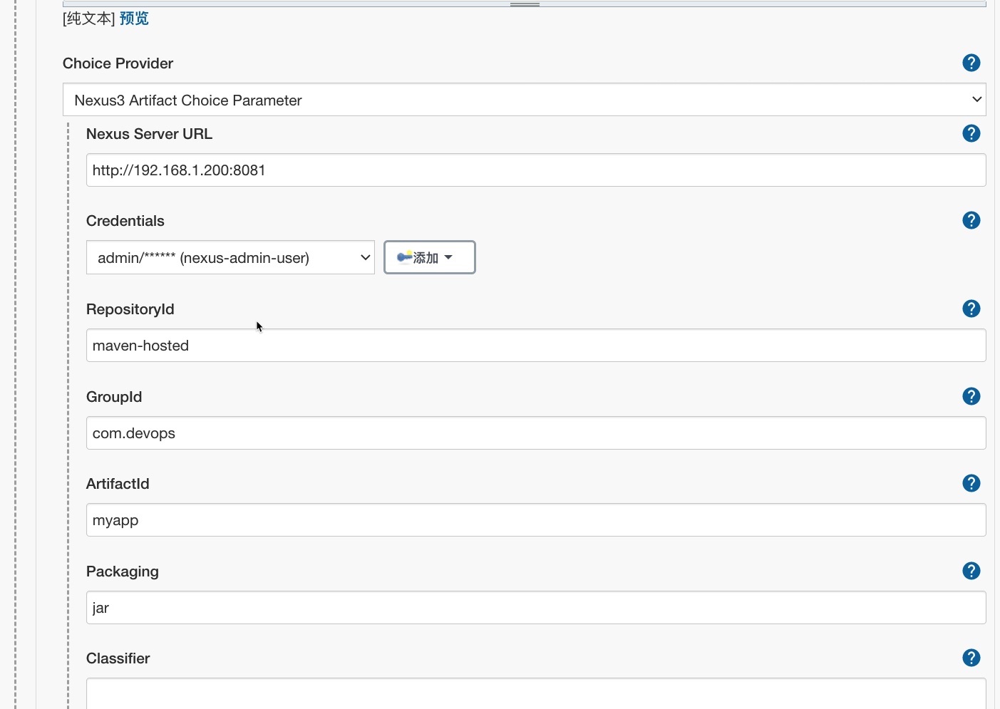 [纯文本] 预览
Choice Provider
?
Nexus3 Artifact Choice Parameter
Nexus Server URL
?
http://192.168.1.200:8081
Credentials
?
admin/****** (nexus-admin-user)
添加
RepositoryId
?
maven-hosted
GroupId
?
com.devops
ArtifactId
?
myapp
Packaging
?
jar
Classifier
?